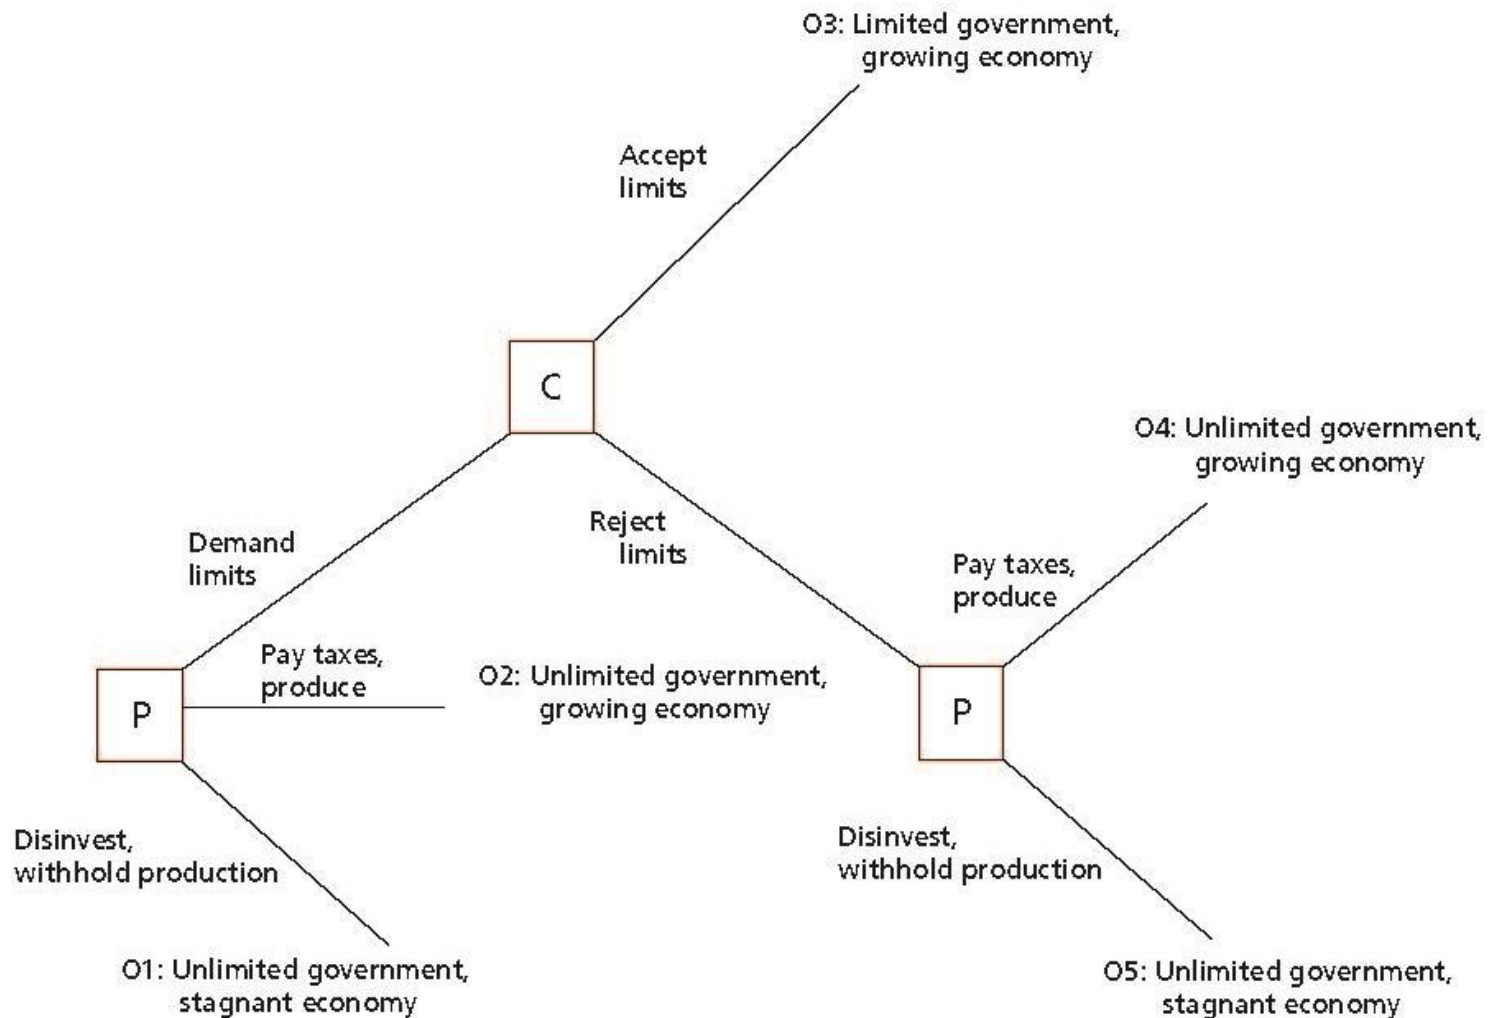 O3: Limited government,
growing economy
Accept
limits
C
O4: Unlimited government,
growing economy
Reject
limits
Demand
limits
Pay taxes,
produce
Pay taxes,
produce
O2: Unlimited government,
growing economy
P
P
Disinvest,
withhold production
Disinvest,
withhold production
O1: Unlimited government,
stagnant economy
O5: Unlimited government,
stagnant economy